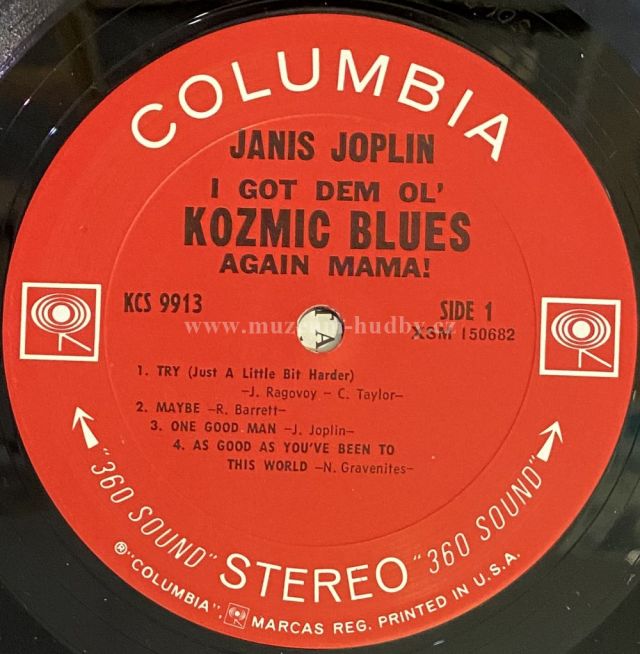 COLUMBIA
JANIS JOPLIN
I GOT DEM OL'
KOZMIC BLUES
AGAIN MAMA!
KCS 9913
SIDE 1
XSM 150682
www.muzeum-hudby.cz
1. TRY (Just A Little Bit Harder)
—J. Ragovoy — C. Taylor—
2. MAYBE —R. Barrett—
3. ONE GOOD MAN —J. Joplin—
4. AS GOOD AS YOU'VE BEEN TO
THIS WORLD —N. Gravenites—
"360 SOUND" STEREO "360 SOUND"
® "COLUMBIA", MARCAS REG. PRINTED IN U.S.A.